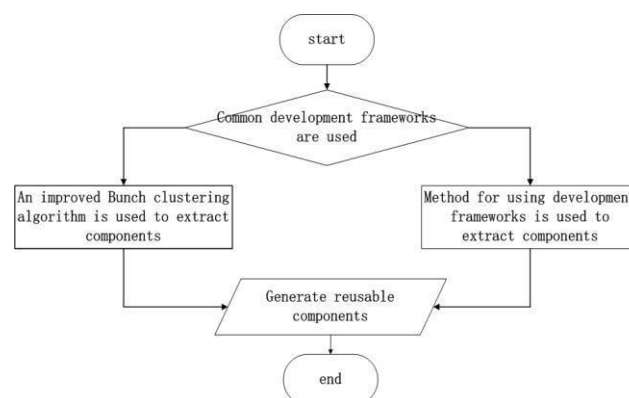 start
Common development frameworks
are used
An improved Bunch clustering
algorithm is used to extract
components
Method for using development
frameworks is used to
extract components
Generate reusable
components
end